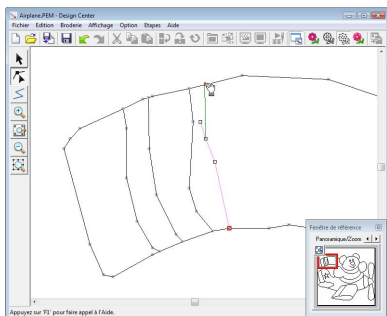 Airplane.PEM - Design Center
Fichier Edition Broderie Affichage Option Etapes Aide
Fenêtre de référence
Panoramique/Zoom
Appuyez sur 'F1' pour faire appel à l'Aide.